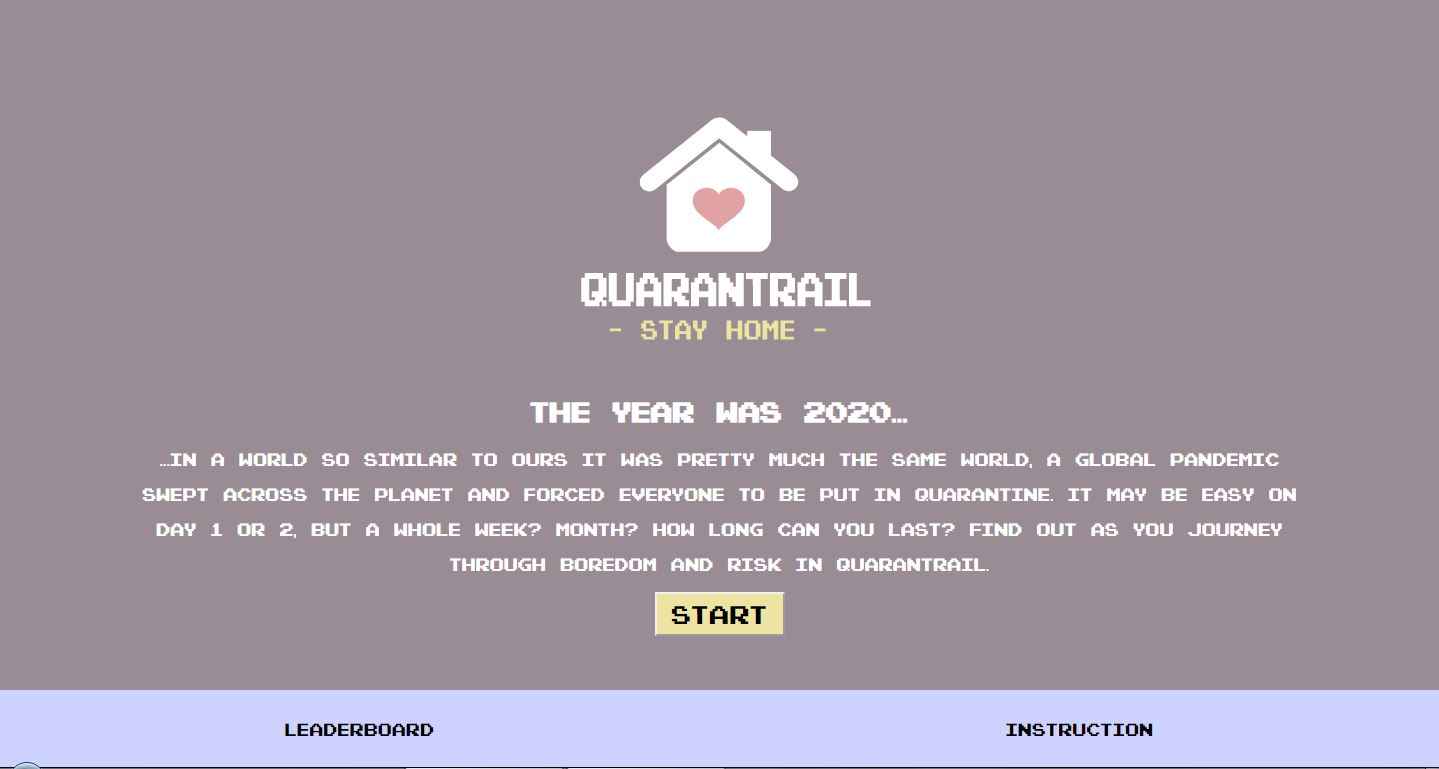 QUARANTRAIL
- STAY HOME -
THE YEAR WAS 2020...
...IN A WORLD SO SIMILAR TO OURS IT WAS PRETTY MUCH THE SAME WORLD, A GLOBAL PANDEMIC
SWEPT ACROSS THE PLANET AND FORCED EVERYONE TO BE PUT IN QUARANTINE. IT MAY BE EASY ON
DAY 1 OR 2, BUT A WHOLE WEEK? MONTH? HOW LONG CAN YOU LAST? FIND OUT AS YOU JOURNEY
THROUGH BOREDOM AND RISK IN QUARANTRAIL.
START
LEADERBOARD
INSTRUCTION